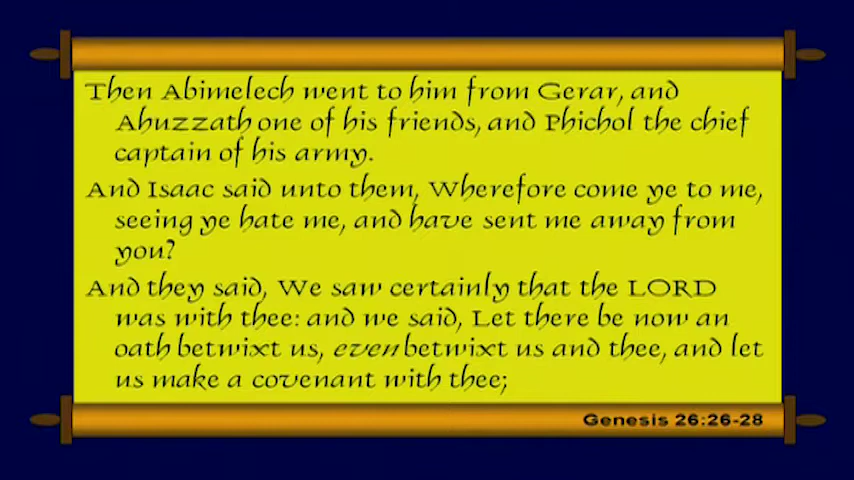 Then Abimelech went to him from Gerar, and
Ahuzzath one of his friends, and Phichol the chief
captain of his army.
And Isaac said unto them, Wherefore come ye to me,
seeing ye hate me, and have sent me away from
you?
And they said, We saw certainly that the LORD
was with thee: and we said, Let there be now an
oath betwixt us, even betwixt us and thee, and let
us make a covenant with thee;
Genesis 26:26-28